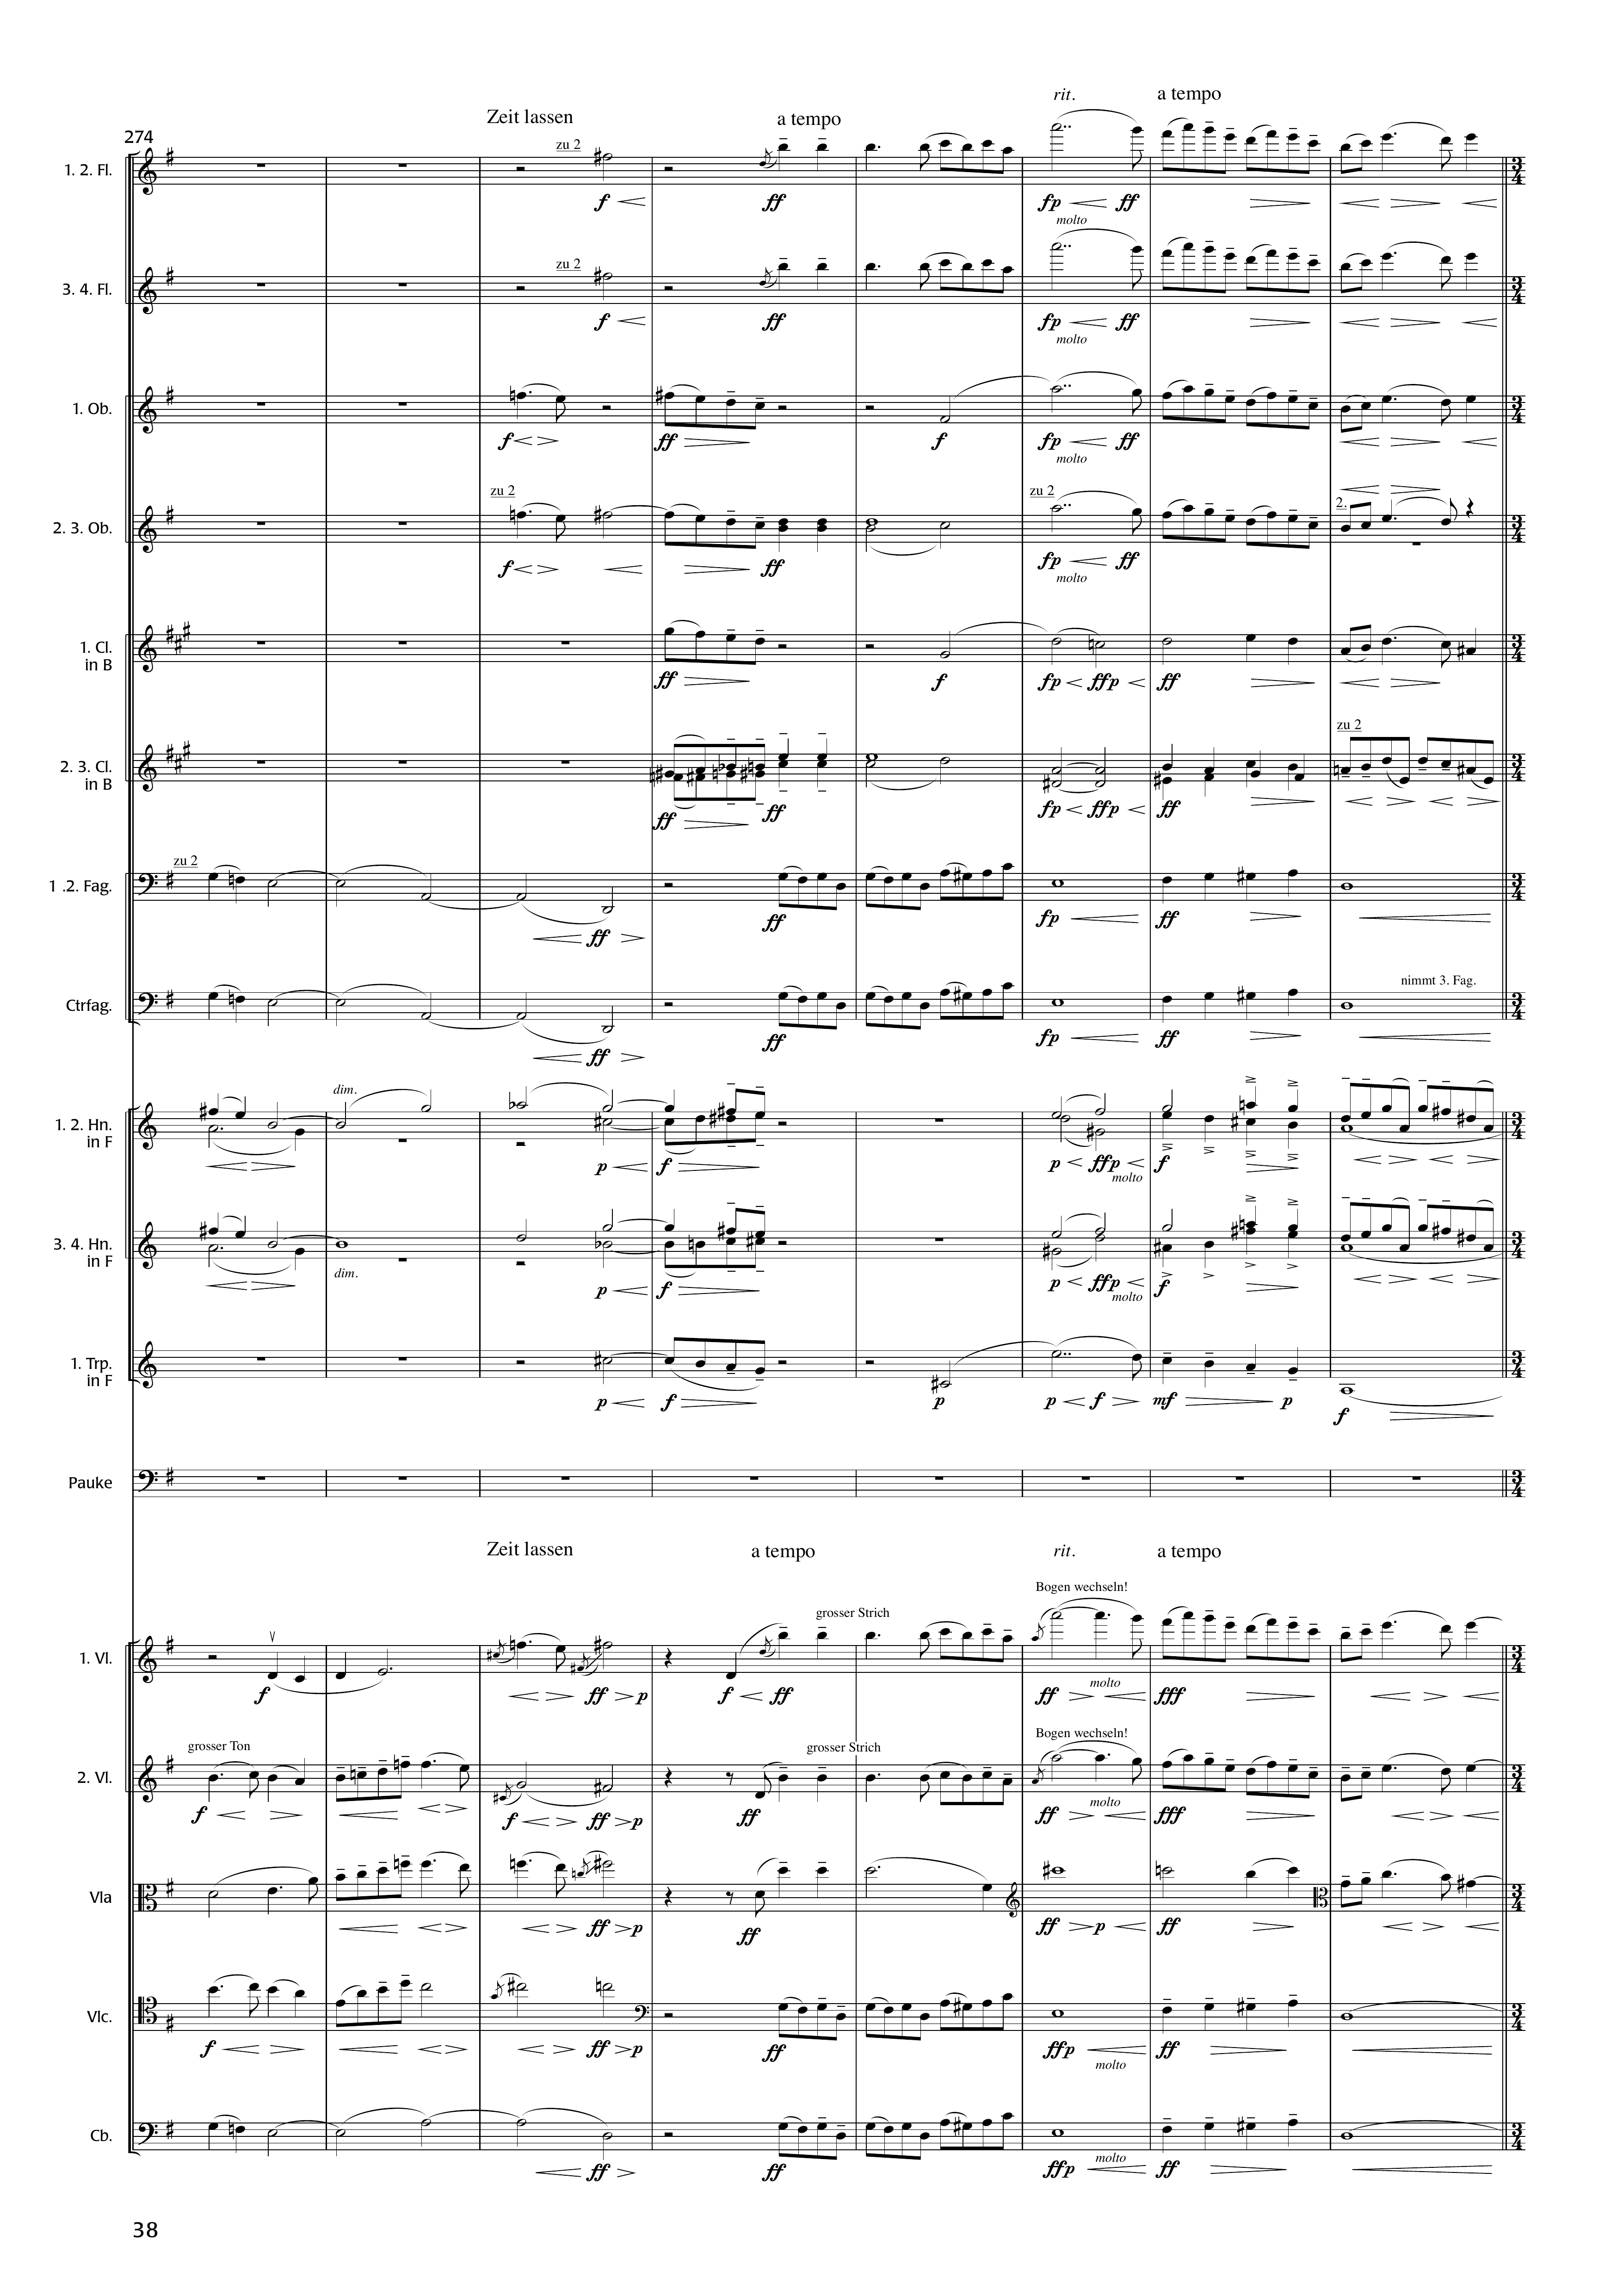 rit. a tempo
Zeit lassen a tempo
274
zu 2
1. 2. Fl.
f ff fp ff
molto
zu 2
3. 4. Fl.
f ff fp ff
molto
1. Ob.
f ff f fp ff
molto
zu 2 zu 2 2.
2. 3. Ob.
f ff fp ff
molto
1. Cl.
in B
ff f fp ffp ff
zu 2
2. 3. Cl.
in B
ff ff fp ffp ff
zu 2
1 .2. Fag.
ff ff fp ff
nimmt 3. Fag.
Ctrfag.
ff ff fp ff
dim.
1. 2. Hn.
in F
p f p ffp f
molto
3. 4. Hn.
in F
dim.
p f p ffp f
molto
1. Trp.
in F
p f p p f mf p f
Pauke
Zeit lassen a tempo rit. a tempo
Bogen wechseln!
grosser Strich
1. Vl.
f ff p f ff ff molto fff
Bogen wechseln!
grosser Ton grosser Strich
2. Vl.
f f ff p ff ff molto fff
Vla
ff p ff ff p ff
Vlc.
f ff p ff ffp ff
molto
Cb.
ff ff ffp molto ff
3 4
38